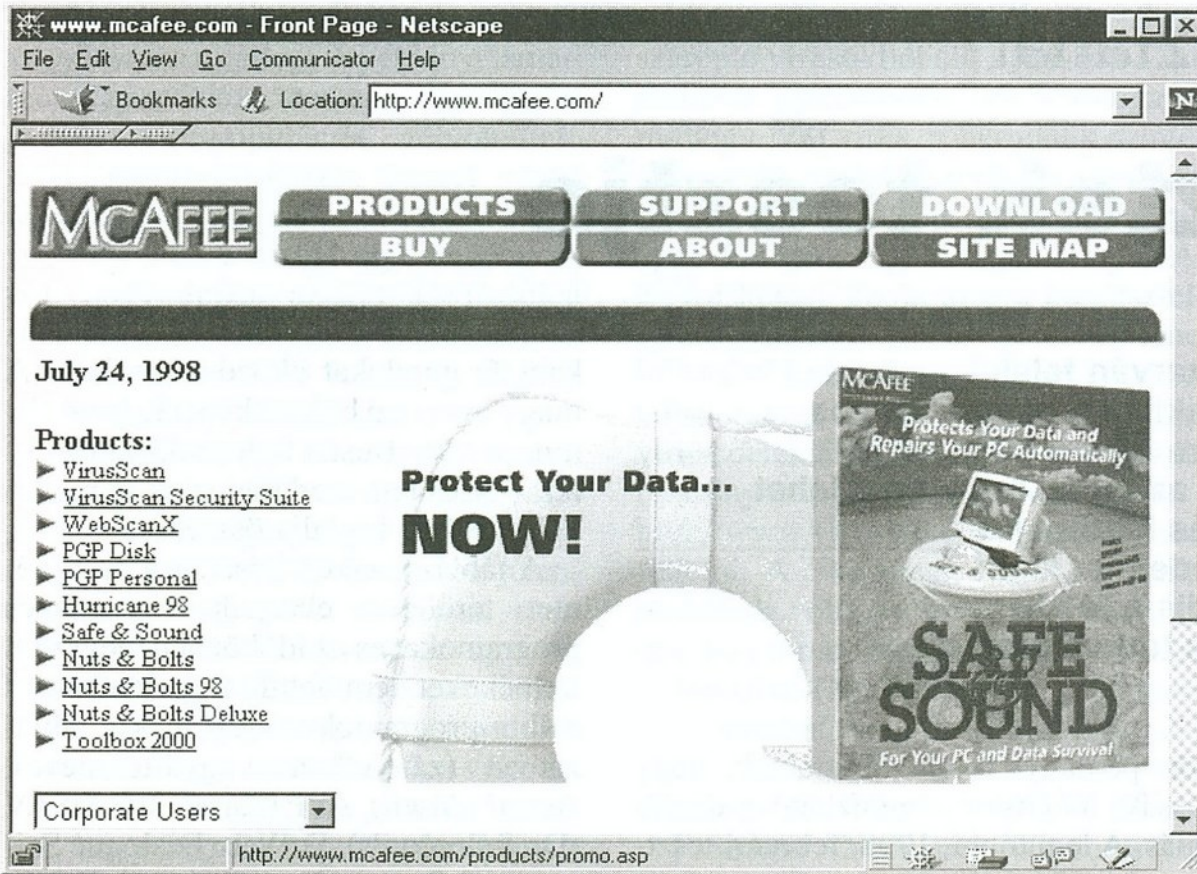 www.mcafee.com - Front Page - Netscape
File Edit View Go Communicator Help
Bookmarks Location: http://www.mcafee.com/
N
MCAFEE
PRODUCTS SUPPORT DOWNLOAD
BUY ABOUT SITE MAP
July 24, 1998
Products:
VirusScan
VirusScan Security Suite
WebScanX
PGP Disk
PGP Personal
Hurricane 98
Safe & Sound
Nuts & Bolts
Nuts & Bolts 98
Nuts & Bolts Deluxe
Toolbox 2000
Corporate Users
Protect Your Data...
NOW!
MCAFEE
Protects Your Data and
Repairs Your PC Automatically
SAFE & SOUND
SAFE
&
SOUND
For Your PC and Data Survival
http://www.mcafee.com/products/promo.asp